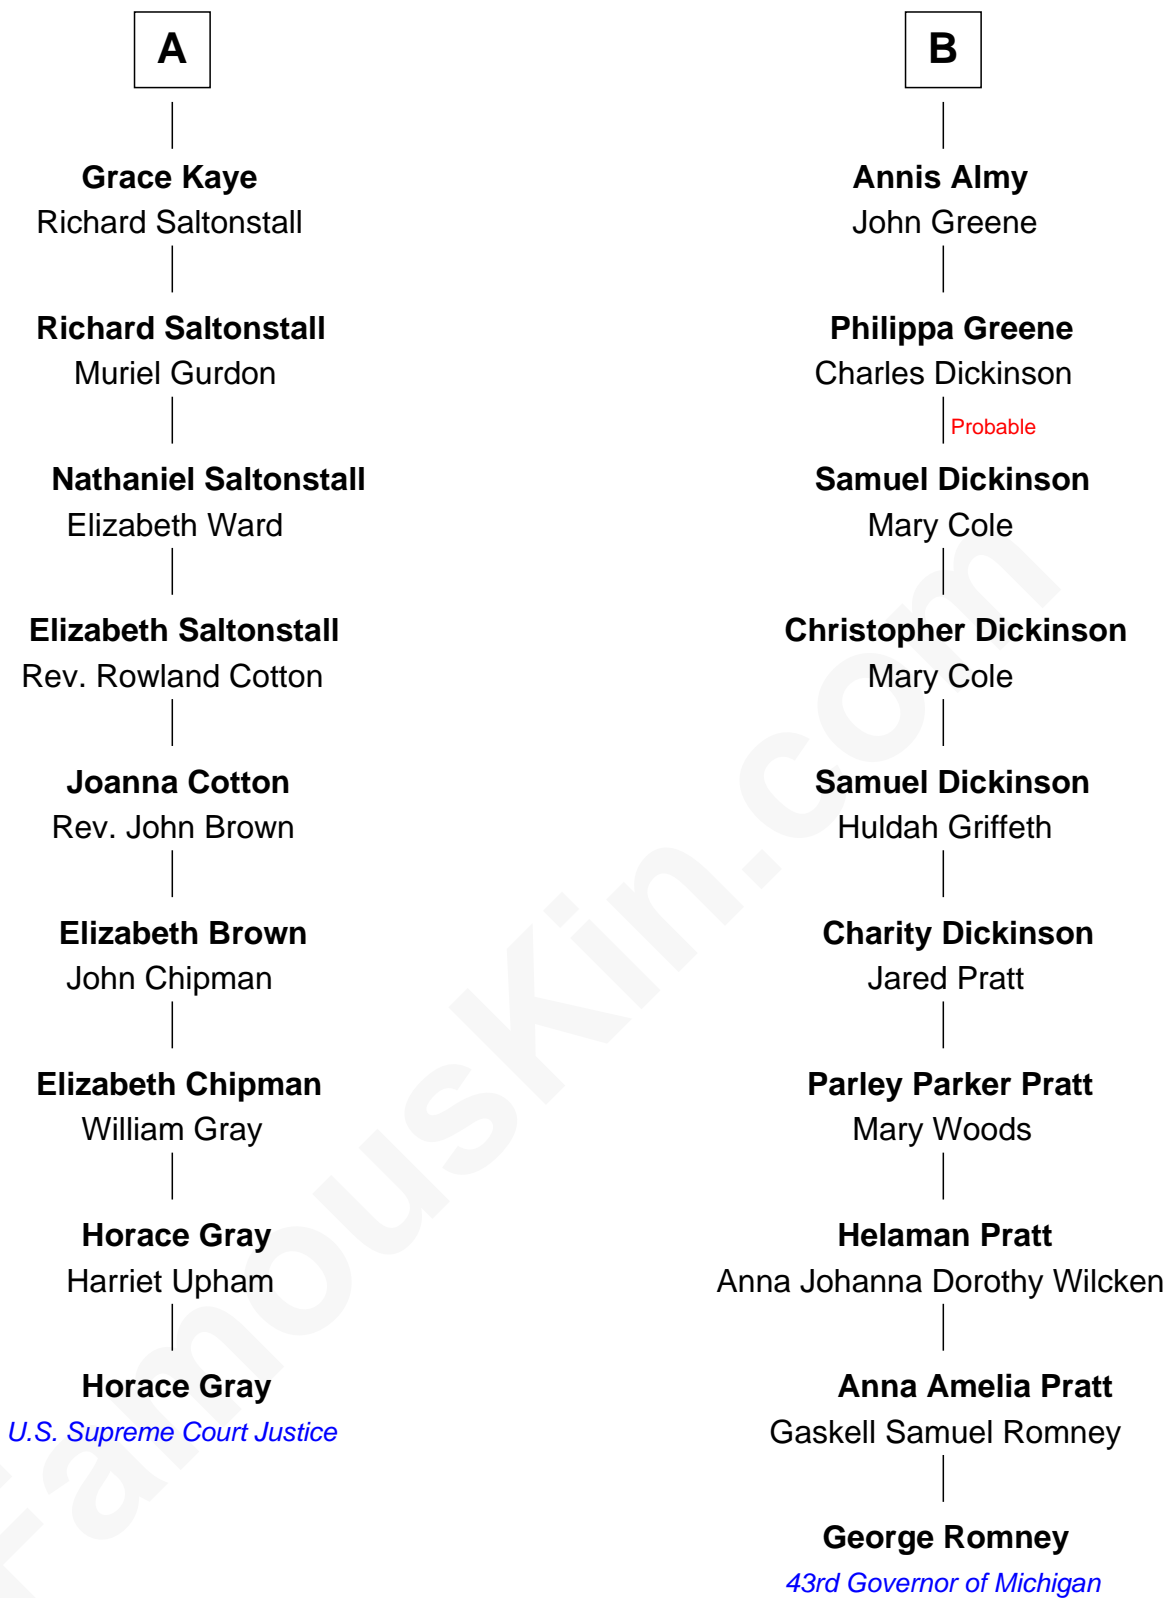 A
Grace Kaye
Richard Saltonstall
Richard Saltonstall
Muriel Gurdon
Nathaniel Saltonstall
Elizabeth Ward
Elizabeth Saltonstall
Rev. Rowland Cotton
Joanna Cotton
Rev. John Brown
Elizabeth Brown
John Chipman
Elizabeth Chipman
William Gray
Horace Gray
Harriet Upham
Horace Gray
U.S. Supreme Court Justice
B
Annis Almy
John Greene
Philippa Greene
Charles Dickinson
Probable
Samuel Dickinson
Mary Cole
Christopher Dickinson
Mary Cole
Samuel Dickinson
Huldah Griffeth
Charity Dickinson
Jared Pratt
Parley Parker Pratt
Mary Woods
Helaman Pratt
Anna Johanna Dorothy Wilcken
Anna Amelia Pratt
Gaskell Samuel Romney
George Romney
43rd Governor of Michigan
FamousKin.com